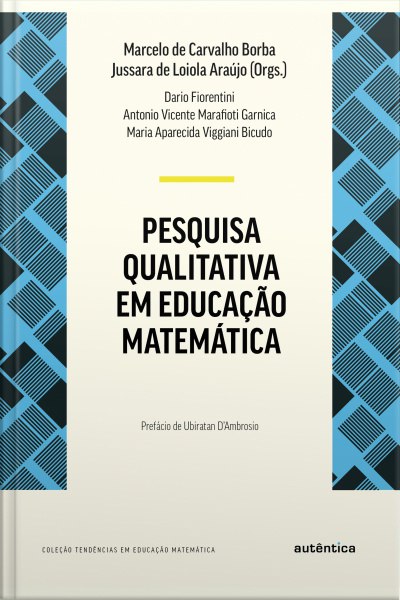 Marcelo de Carvalho Borba
Jussara de Loiola Araújo (Orgs.)
Dario Fiorentini
Antonio Vicente Marafioti Garnica
Maria Aparecida Viggiani Bicudo
PESQUISA
QUALITATIVA
EM EDUCAÇÃO
MATEMÁTICA
Prefácio de Ubiratan D'Ambrosio
COLEÇÃO TENDÊNCIAS EM EDUCAÇÃO MATEMÁTICA
autêntica